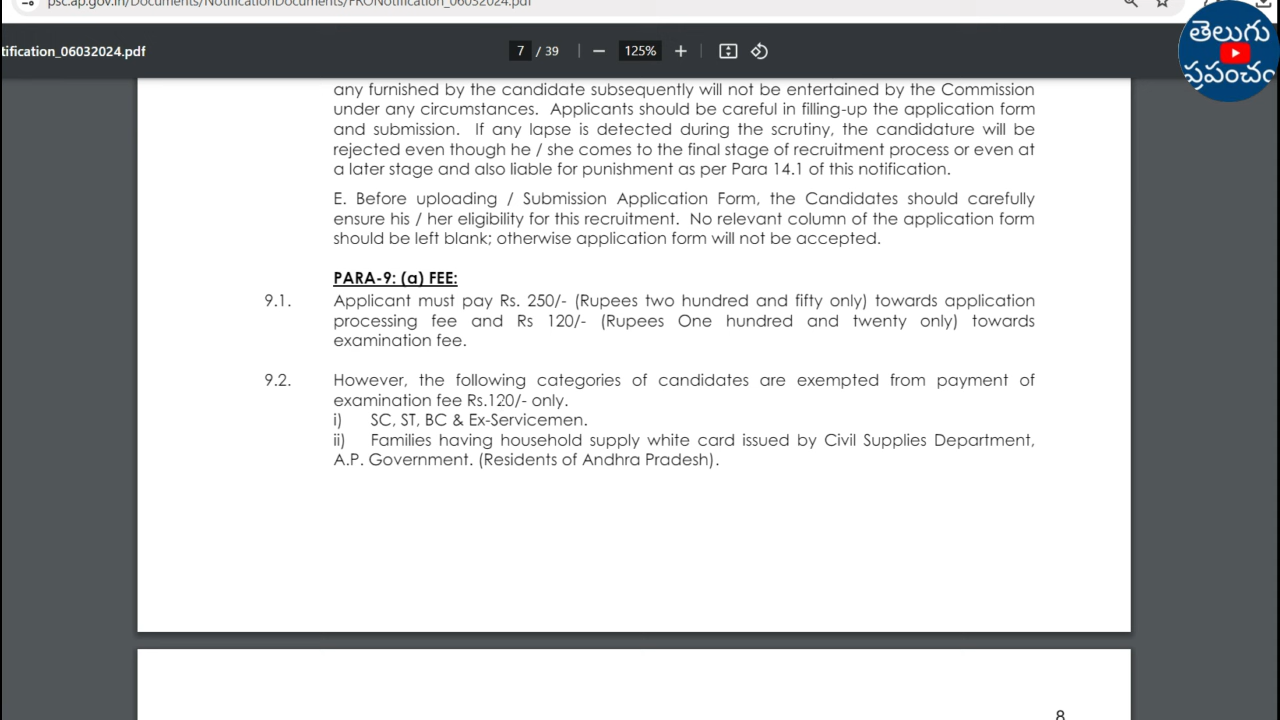 psc.ap.gov.in/Documents/NotificationDocuments/FRONotification_06032024.pdf
tification_06032024.pdf
7 / 39
125%
తెలుగు
ప్రపంచం
any furnished by the candidate subsequently will not be entertained by the Commission
under any circumstances. Applicants should be careful in filling-up the application form
and submission. If any lapse is detected during the scrutiny, the candidature will be
rejected even though he / she comes to the final stage of recruitment process or even at
a later stage and also liable for punishment as per Para 14.1 of this notification.
E. Before uploading / Submission Application Form, the Candidates should carefully
ensure his / her eligibility for this recruitment. No relevant column of the application form
should be left blank; otherwise application form will not be accepted.
PARA-9: (a) FEE:
9.1. Applicant must pay Rs. 250/- (Rupees two hundred and fifty only) towards application
processing fee and Rs 120/- (Rupees One hundred and twenty only) towards
examination fee.
9.2. However, the following categories of candidates are exempted from payment of
examination fee Rs.120/- only.
i) SC, ST, BC & Ex-Servicemen.
ii) Families having household supply white card issued by Civil Supplies Department,
A.P. Government. (Residents of Andhra Pradesh).
8